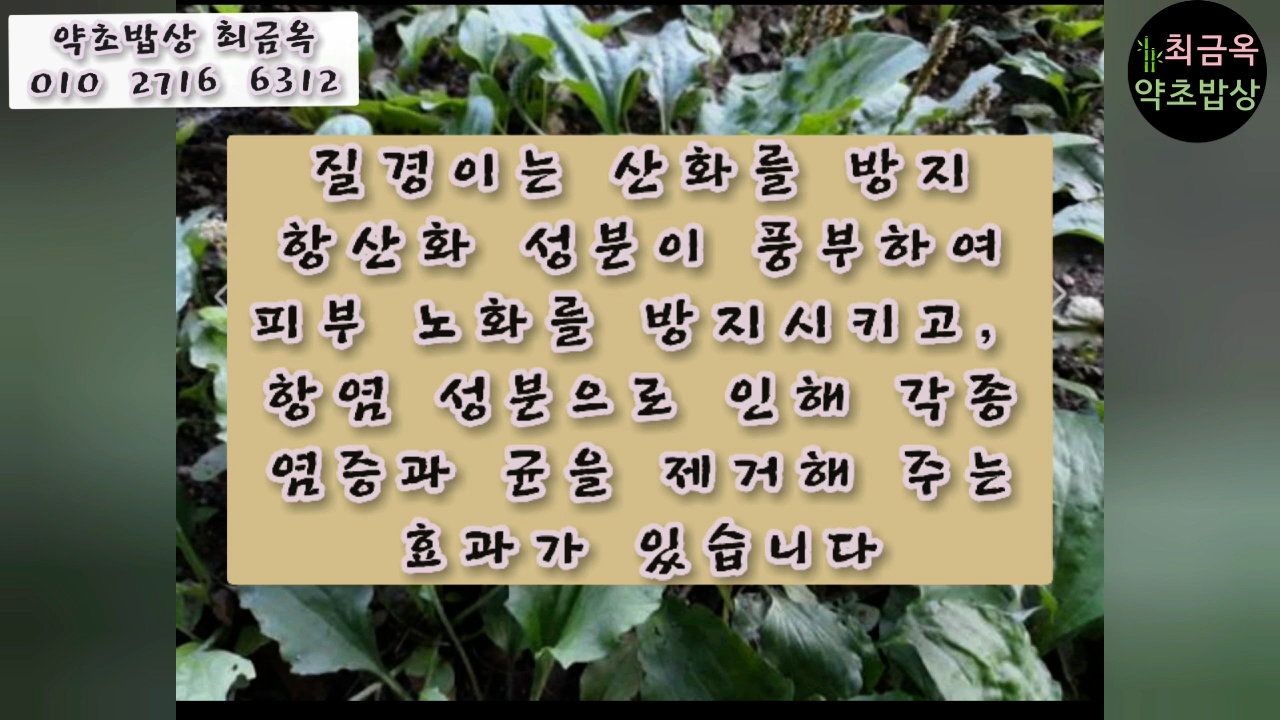 약초밥상 최금옥
010 2716 6312
최금옥
약초밥상
질경이는 산화를 방지
항산화 성분이 풍부하여
피부 노화를 방지시키고,
항염 성분으로 인해 각종
염증과 균을 제거해 주는
효과가 있습니다